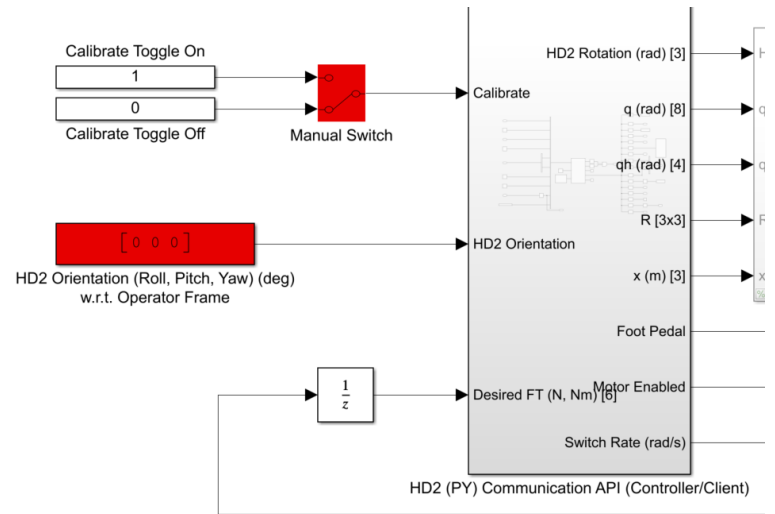 Calibrate Toggle On
1
0
Calibrate Toggle Off
Manual Switch
[0 0 0]
HD2 Orientation (Roll, Pitch, Yaw) (deg)
w.r.t. Operator Frame
1
z
Calibrate
HD2 Orientation
Desired FT (N, Nm) [6]
HD2 Rotation (rad) [3]
q (rad) [8]
qh (rad) [4]
R [3x3]
x (m) [3]
Foot Pedal
Motor Enabled
Switch Rate (rad/s)
HD2 (PY) Communication API (Controller/Client)
H
q
q
R
x